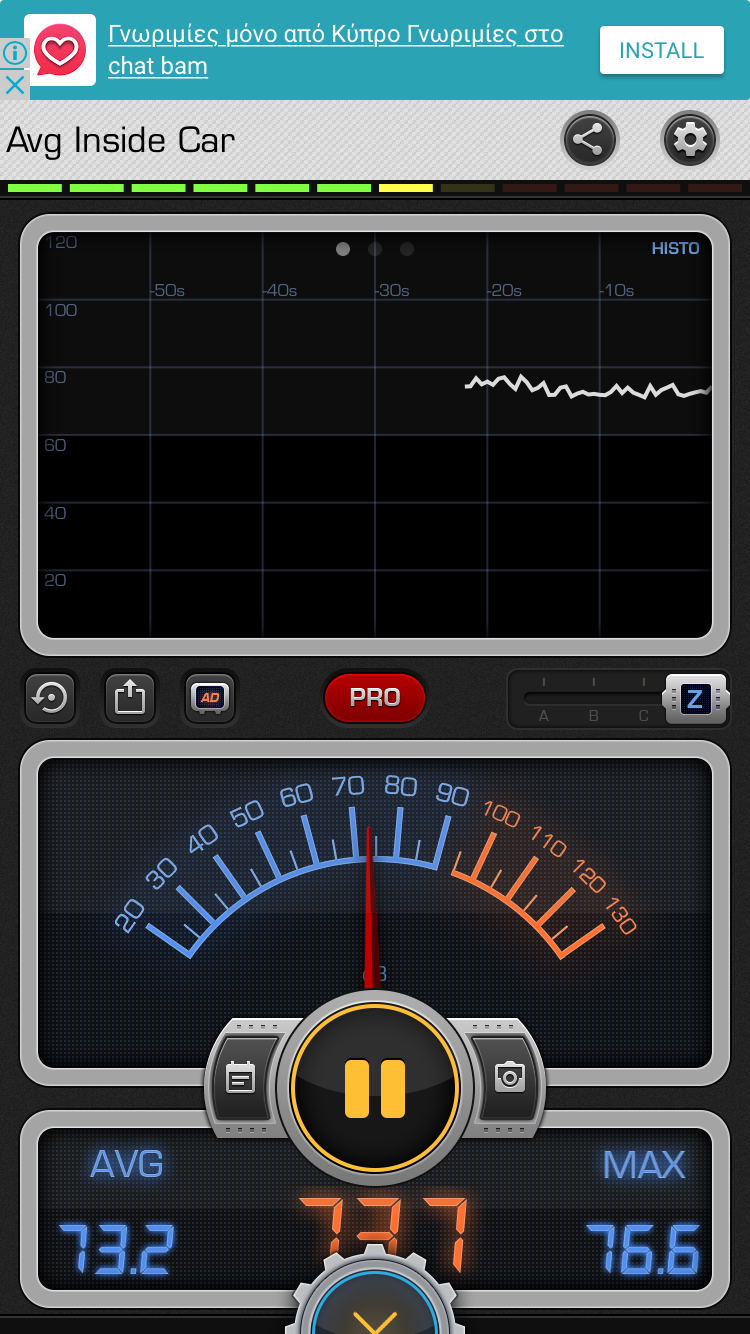 Γνωριμίες μόνο από Κύπρο Γνωριμίες στο
chat bam
INSTALL
Avg Inside Car
120
HISTO
-50s -40s -30s -20s -10s
100
80
60
40
20
AD
PRO
A B C Z
20 30 40 50 60 70 80 90 100 110 120 130
AVG
MAX
73.2
76.6